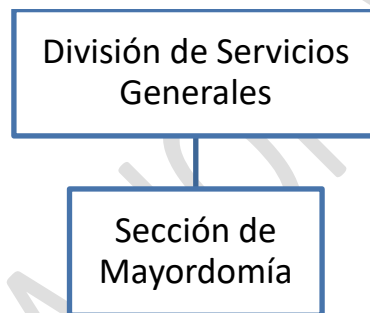 División de Servicios
Generales
Sección de
Mayordomía